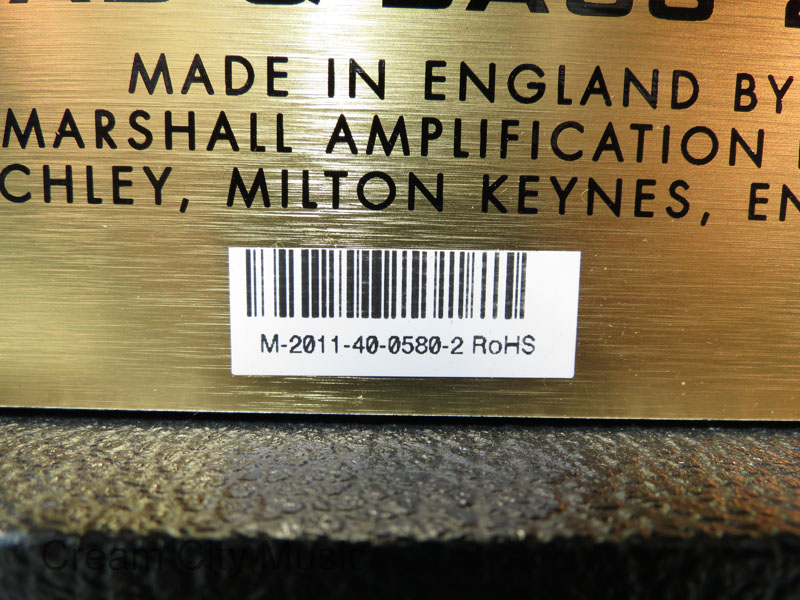 MADE IN ENGLAND BY
MARSHALL AMPLIFICATION
CHLEY, MILTON KEYNES, EN
M-2011-40-0580-2 RoHS
Cream City Music